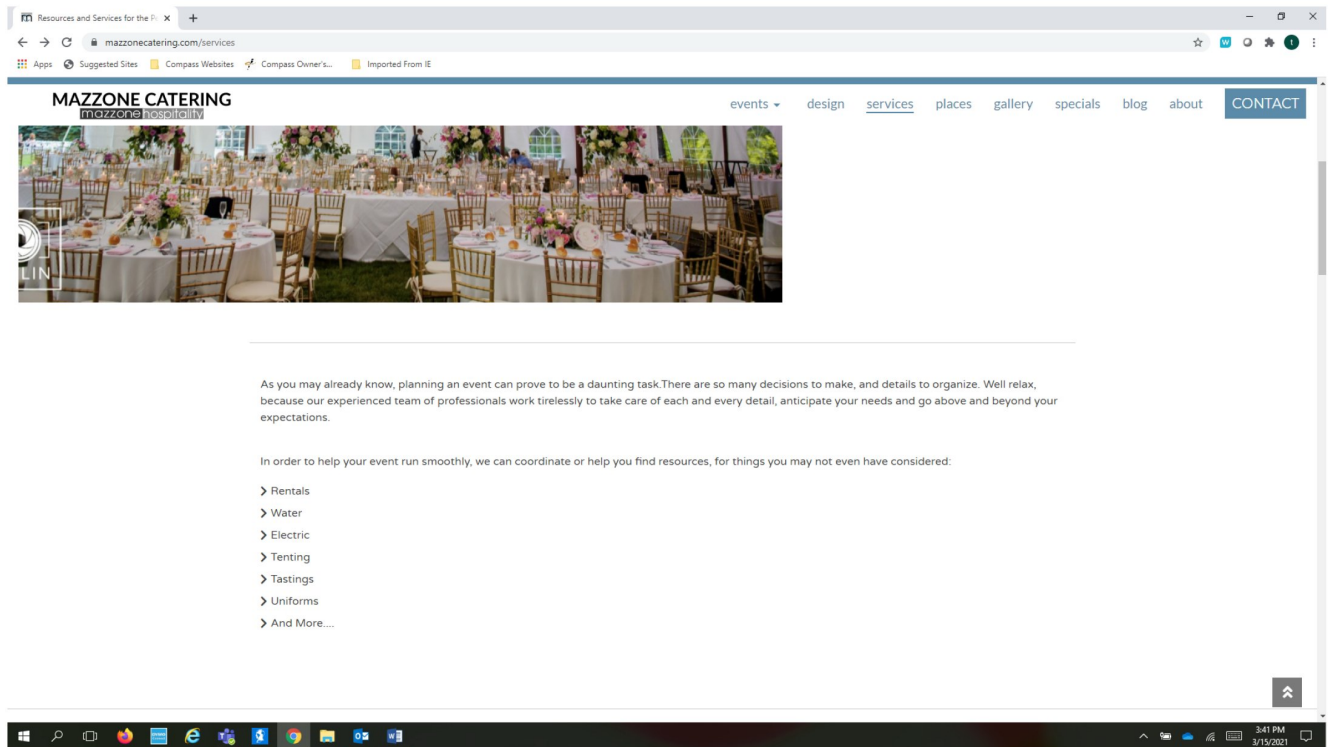 Resources and Services for the P
mazzonecatering.com/services
Apps Suggested Sites Compass Websites Compass Owner's... Imported From IE
MAZZONE CATERING
mazzone hospitality
events design services places gallery specials blog about CONTACT
LIN
As you may already know, planning an event can prove to be a daunting task.There are so many decisions to make, and details to organize. Well relax,
because our experienced team of professionals work tirelessly to take care of each and every detail, anticipate your needs and go above and beyond your
expectations.
In order to help your event run smoothly, we can coordinate or help you find resources, for things you may not even have considered:
Rentals
Water
Electric
Tenting
Tastings
Uniforms
And More....
3:41 PM
3/15/2021